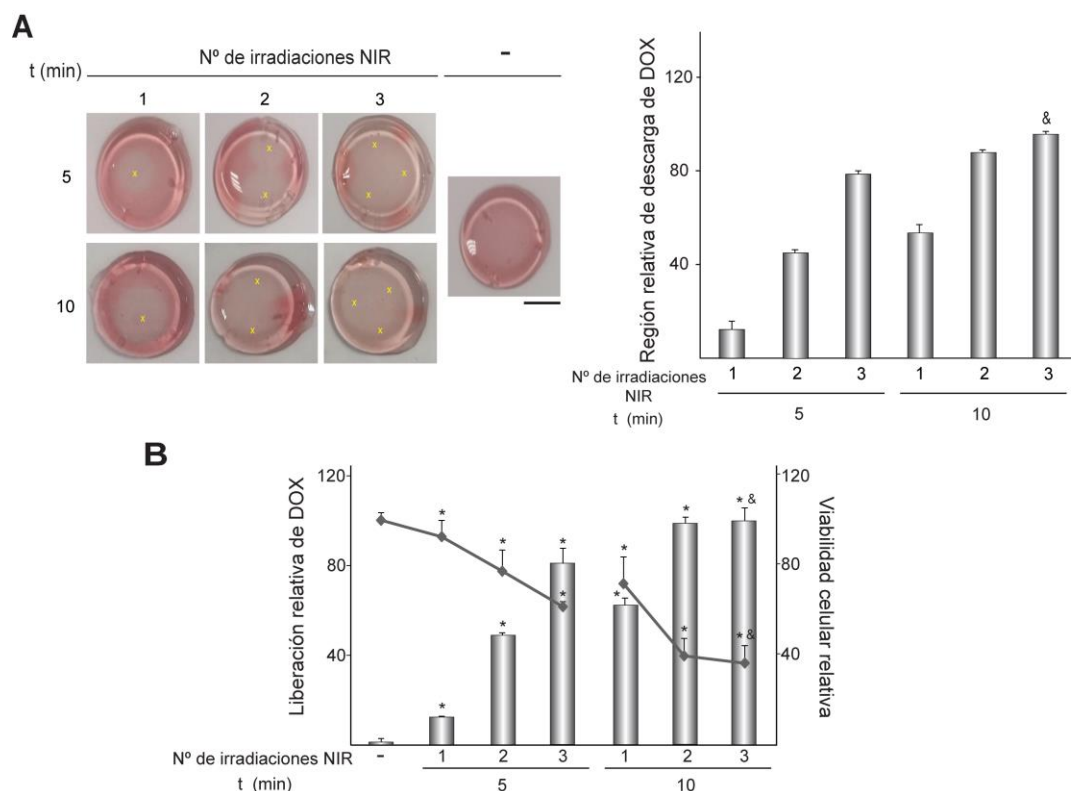 A
Nº de irradiaciones NIR
-
t (min)
1 2 3
5
x
x
x
x
x
x
10
x
x
x
x
x
x
Región relativa de descarga de DOX
120
80
40
&
Nº de irradiaciones
NIR
1 2 3 1 2 3
t (min)
5 10
B
Liberación relativa de DOX
120
80
40
* * * * * * * * * *& * *&
120
80
40
Viabilidad celular relativa
Nº de irradiaciones NIR - 1 2 3 1 2 3
t (min) 5 10